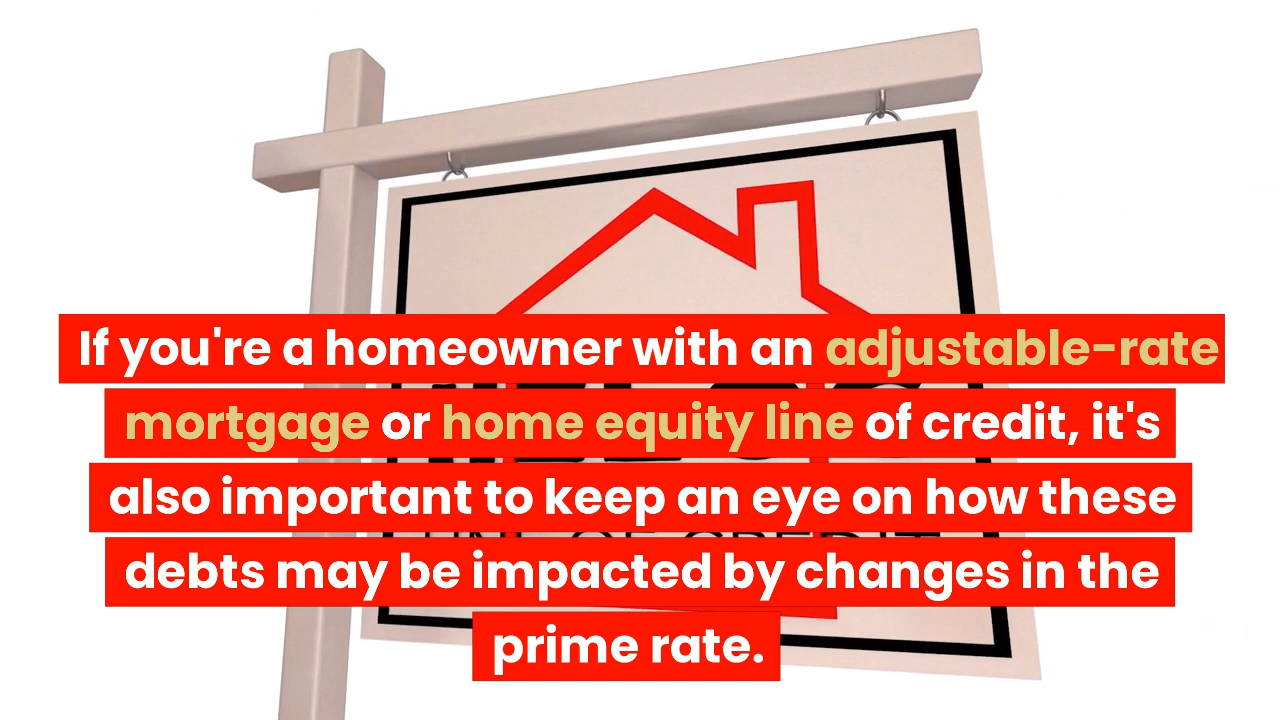 If you're a homeowner with an adjustable-rate
mortgage or home equity line of credit, it's
also important to keep an eye on how these
debts may be impacted by changes in the
prime rate.